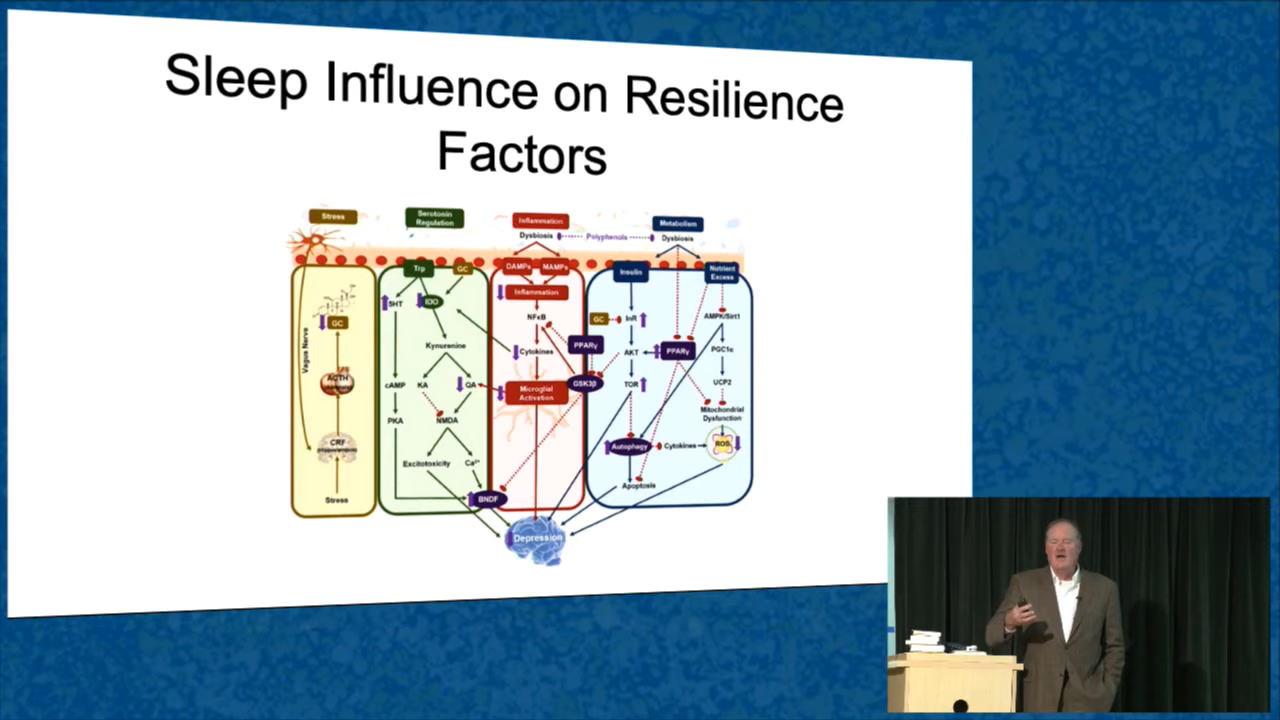 Sleep Influence on Resilience
Factors
Stress
Serotonin
Regulation
Inflammation
Metabolism
Dysbiosis
Polyphenols
Dysbiosis
Trp
GC
DAMPs
MAMPs
Insulin
Nutrient
Excess
5HT
IDO
Inflammation
GC
NFκB
GC
InR
AMPK/Sirt1
Vagus Nerve
Kynurenine
Cytokines
PPARγ
AKT
PPARγ
PGC1α
ACTH
cAMP
KA
QA
Microglial
Activation
GSK3β
TOR
UCP2
PKA
NMDA
Mitochondrial
Dysfunction
CRF
Autophagy
Cytokines
ROS
Excitotoxicity
Ca²⁺
Apoptosis
Stress
BNDF
Depression